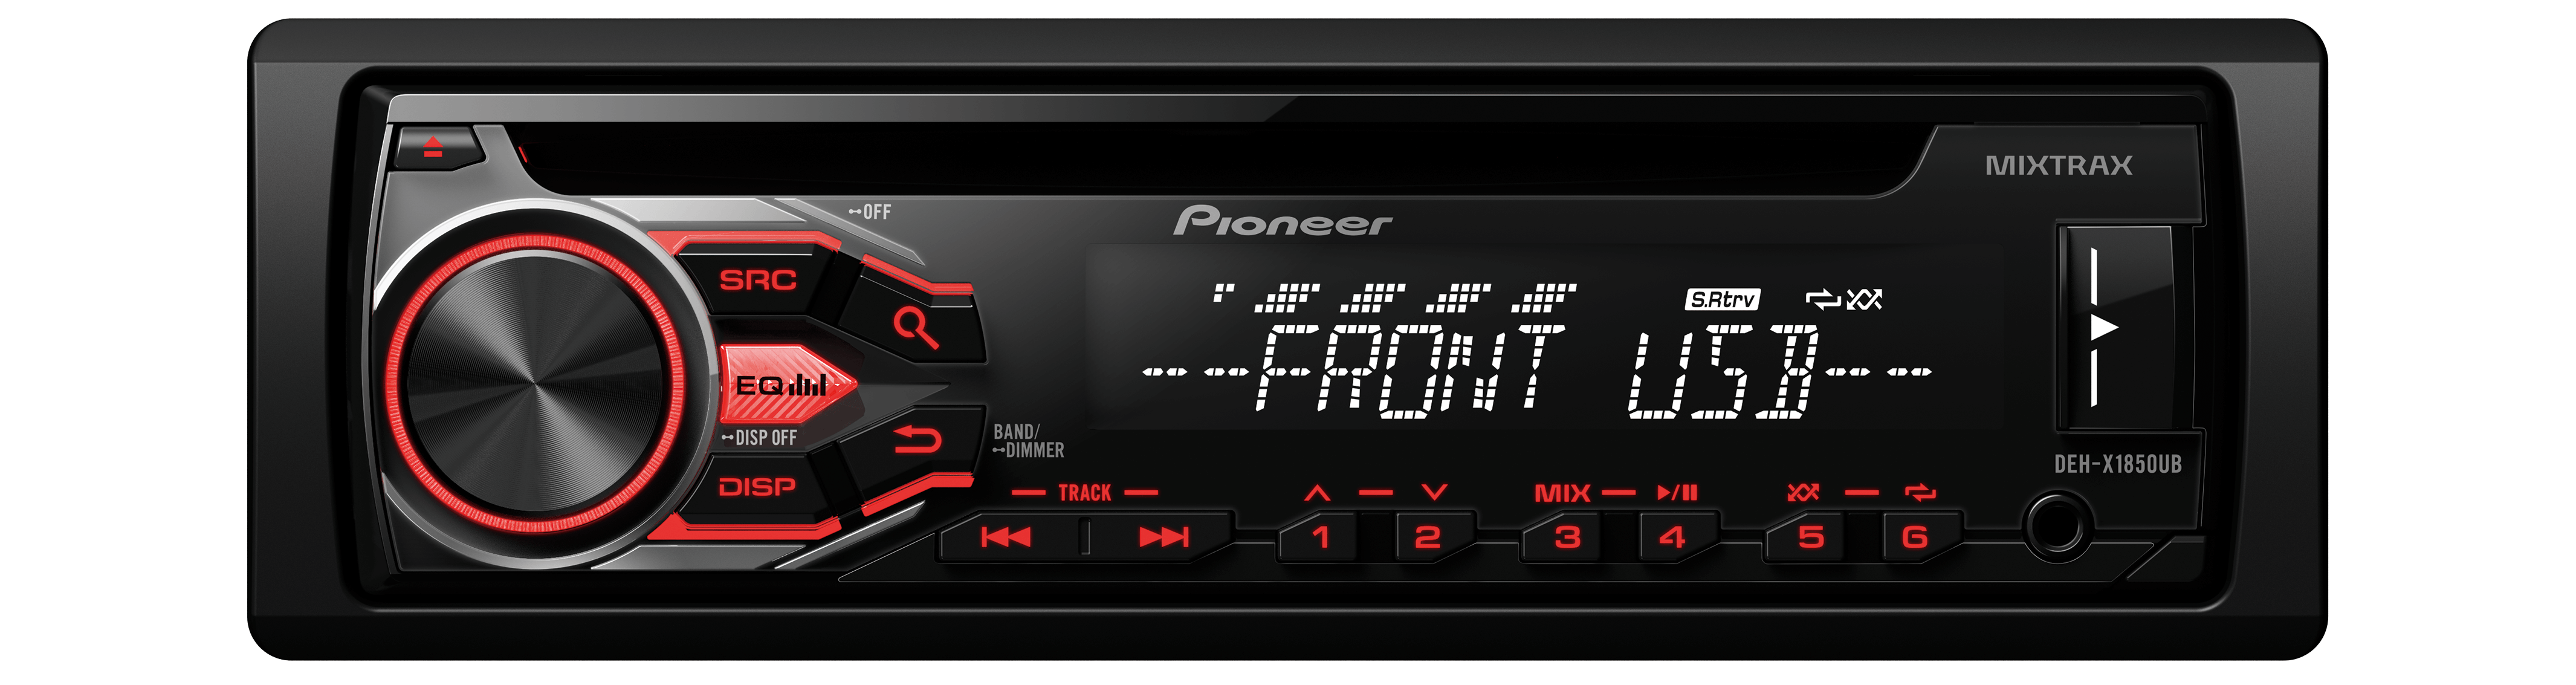 MIXTRAX
OFF
Pioneer
SRC
S.Rtrv
--FRONT USB--
EQ
DISP OFF
BAND/
DIMMER
DEH-X1850UB
DISP
TRACK
MIX
1 2 3 4 5 6